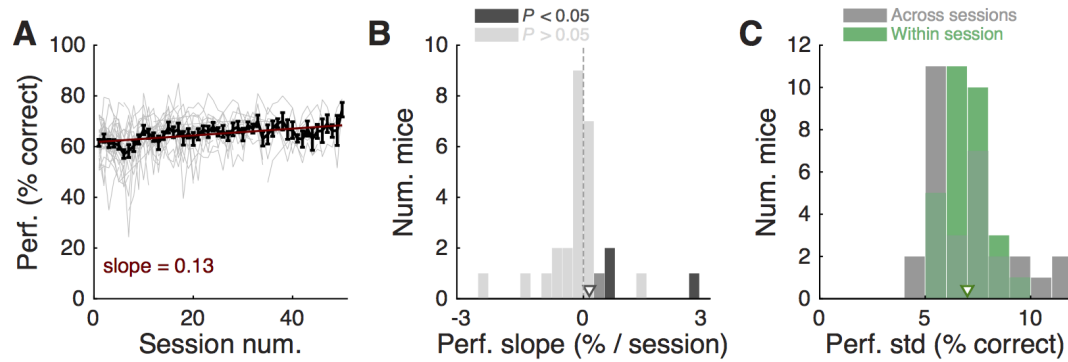 A
Perf. (% correct)
100
80
60
40
20
0
slope = 0.13
0
20
40
Session num.
B
P < 0.05
P > 0.05
Num. mice
10
8
6
4
2
0
-3
0
3
Perf. slope (% / session)
C
Across sessions
Within session
Num. mice
12
10
8
6
4
2
0
0
5
10
Perf. std (% correct)